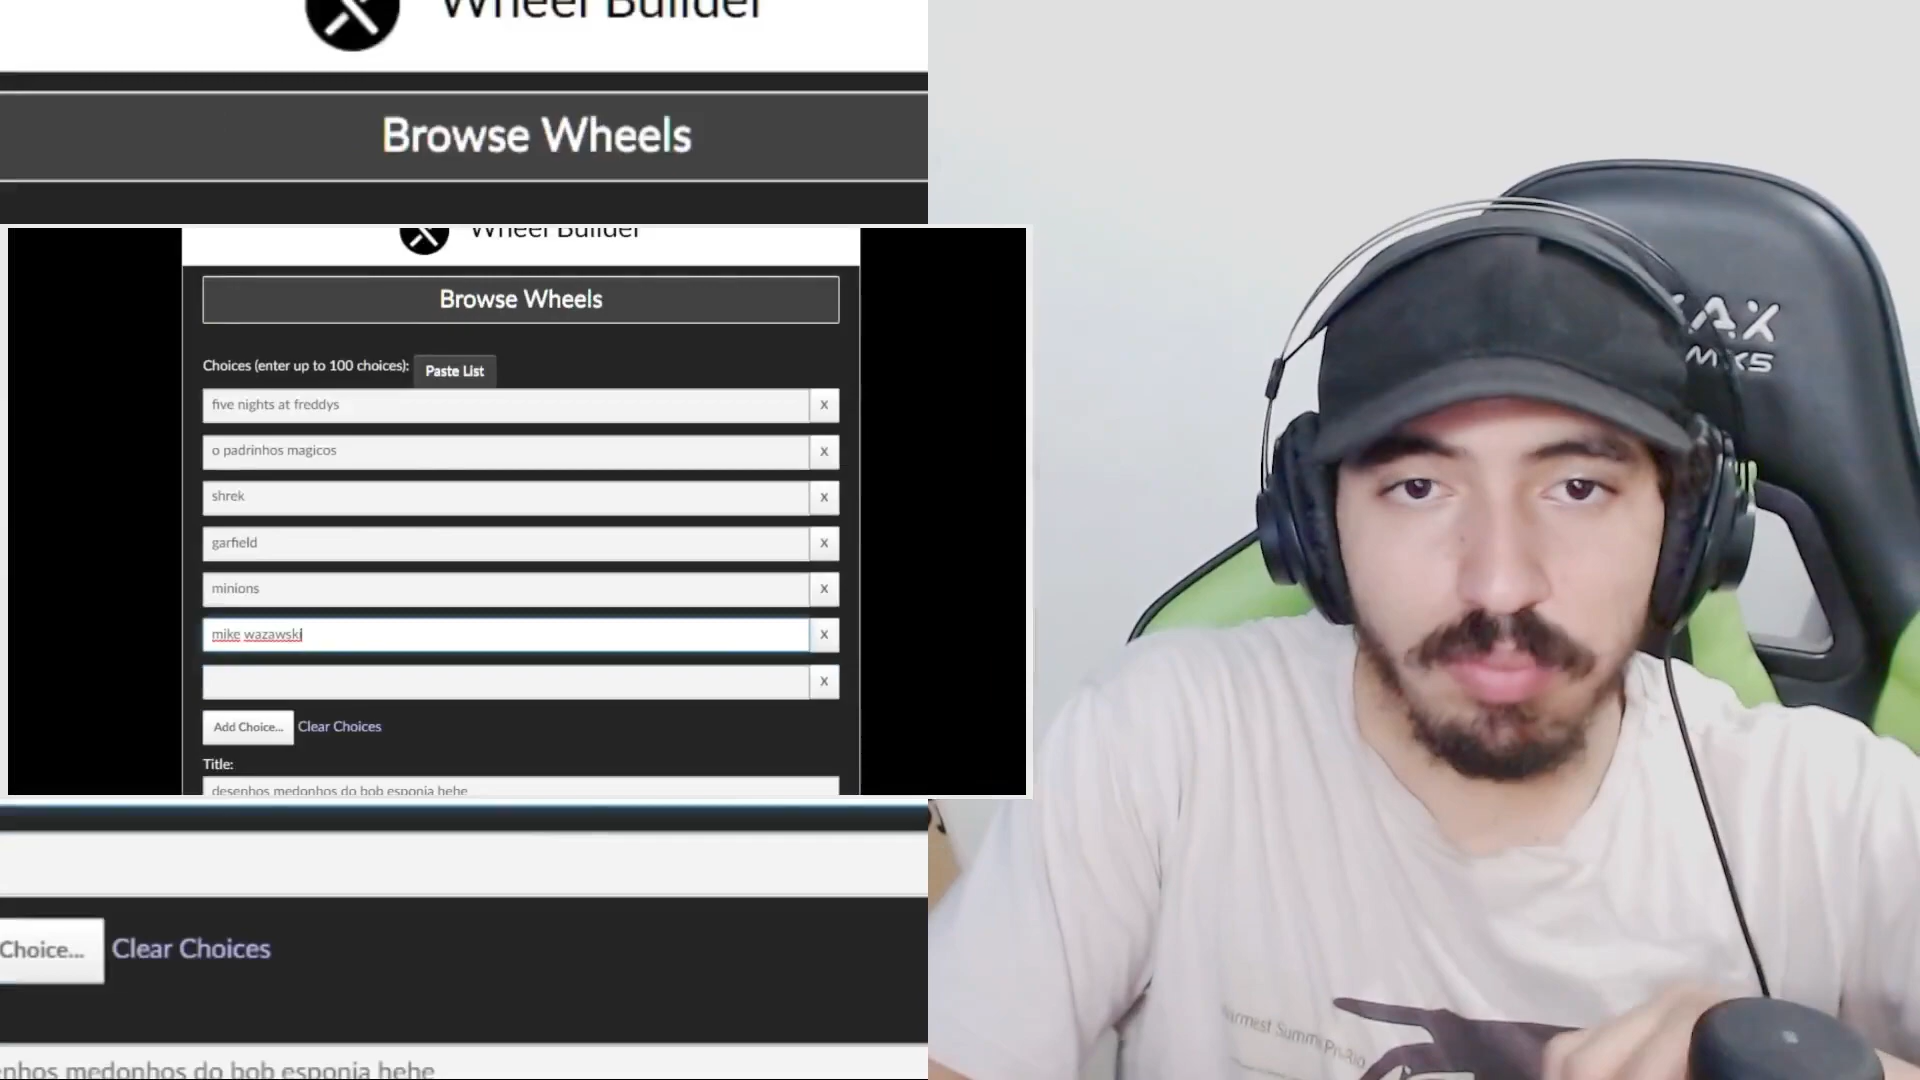 Wheel Builder
Browse Wheels
Wheel Builder
Browse Wheels
Choices (enter up to 100 choices): Paste List
five nights at freddys X
o padrinhos magicos X
shrek X
garfield X
minions X
mike wazawski X
X
Add Choice... Clear Choices
Title:
desenhos medonhos do bob esponja hehe
Choice... Clear Choices
nhos medonhos do bob esponja hehe
MX5
Summ